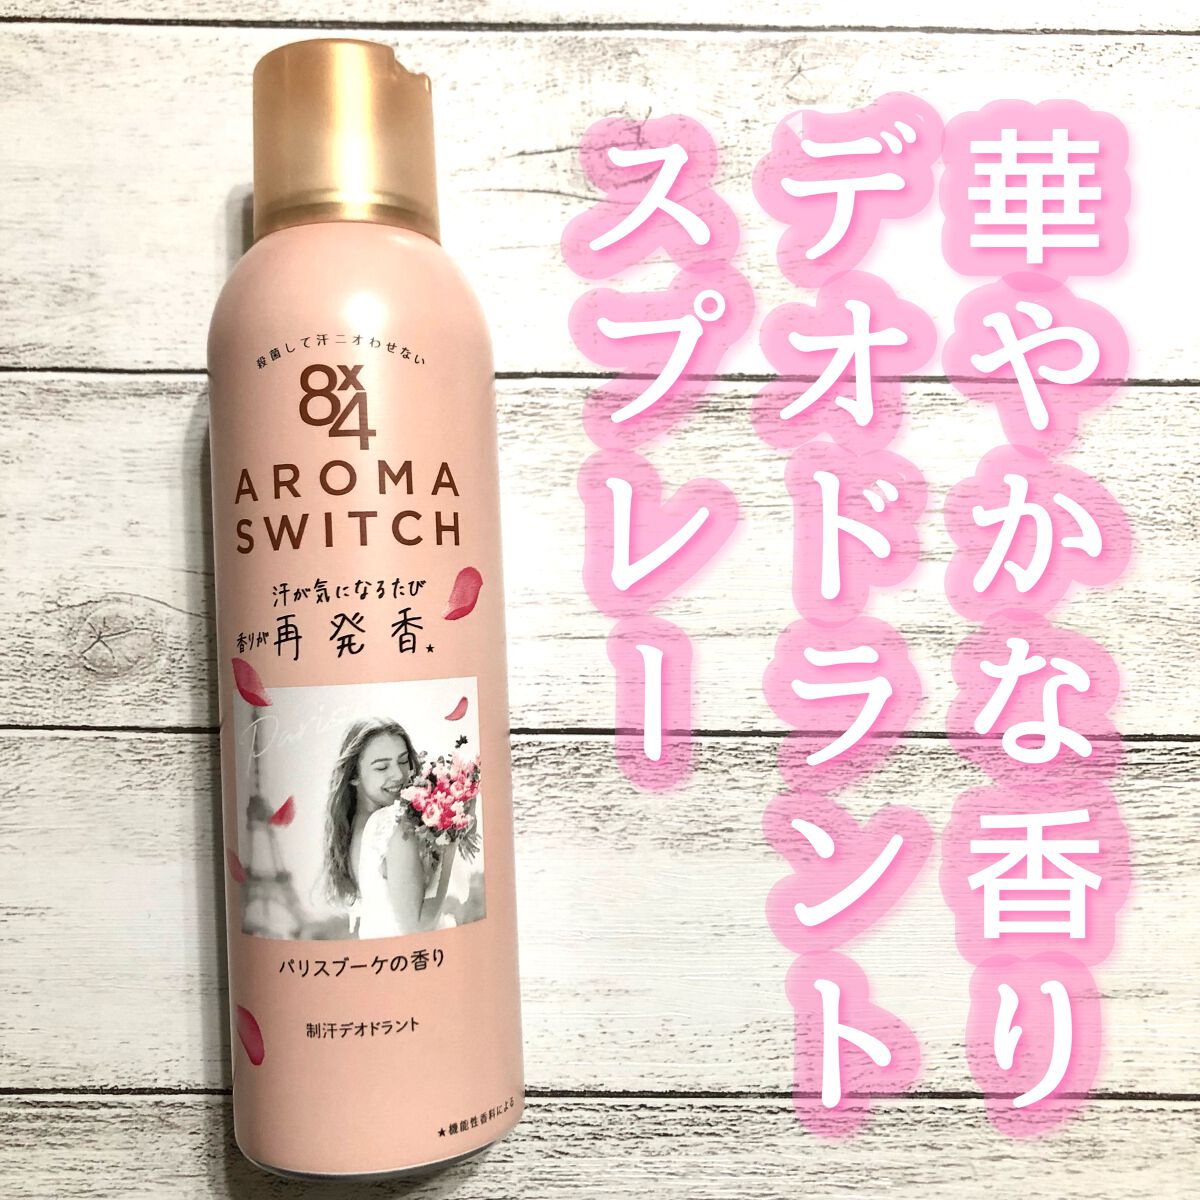 華やかな香り
デオドラント
スプレー
殺菌して汗ニオわせない
8x4
AROMA
SWITCH
汗が気になるたび
香りが再発香★
Paris
パリスブーケの香り
制汗デオドラント
★機能性香料による